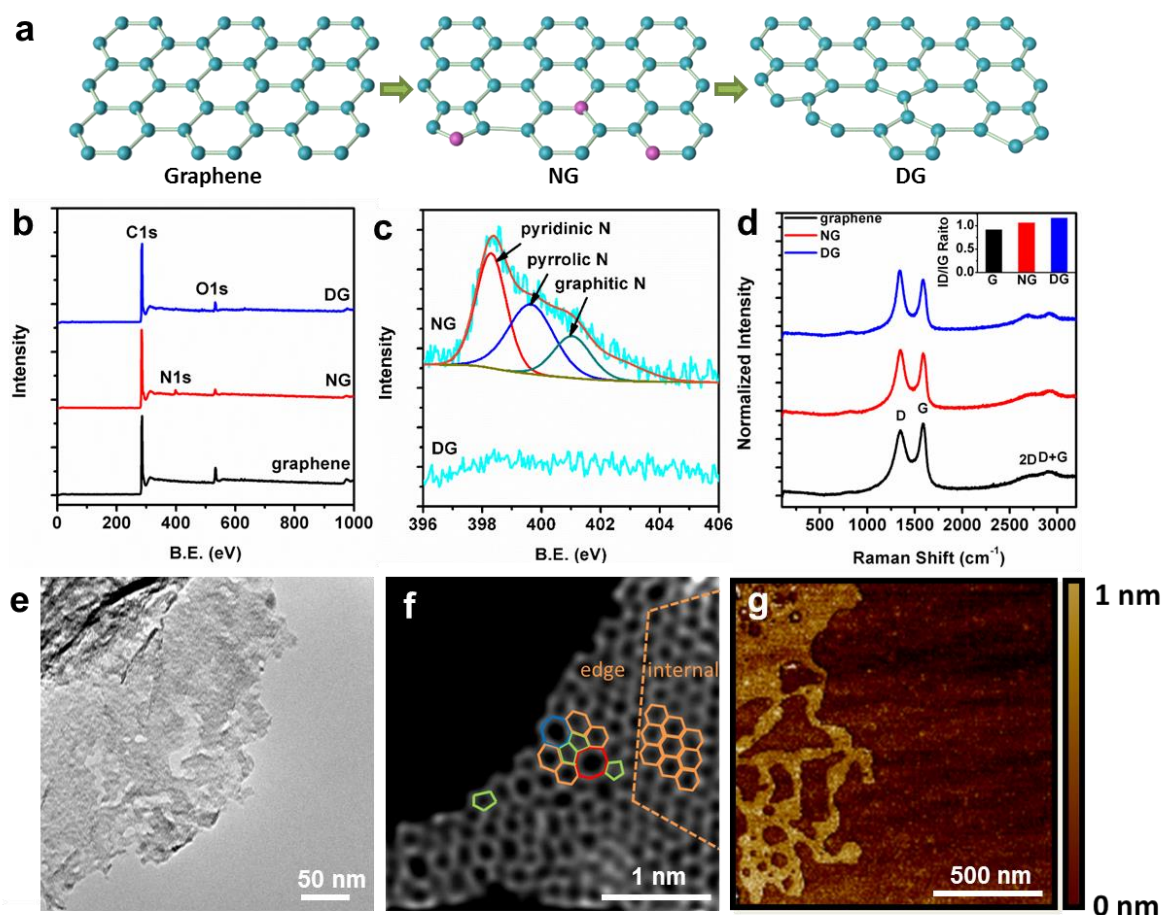 a
Graphene
NG
DG
b
C1s
O1s
DG
N1s
NG
graphene
Intensity
0 200 400 600 800 1000
B.E. (eV)
c
pyridinic N
pyrrolic N
graphitic N
NG
DG
Intensity
396 398 400 402 404 406
B.E. (eV)
d
graphene
NG
DG
ID/IG Raito
1.0
0.5
0.0
G NG DG
D
G
2D
D+G
Normalized Intensity
500 1000 1500 2000 2500 3000
Raman Shift (cm⁻¹)
e
50 nm
f
edge
internal
1 nm
g
500 nm
1 nm
0 nm